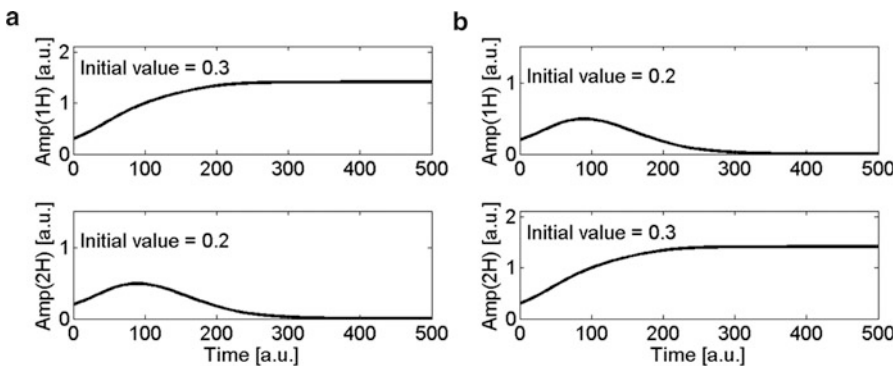 a
Amp(1H) [a.u.]
2
1
0
Initial value = 0.3
0 100 200 300 400 500
Amp(2H) [a.u.]
1
0
Initial value = 0.2
0 100 200 300 400 500
Time [a.u.]
b
Amp(1H) [a.u.]
1
0
Initial value = 0.2
0 100 200 300 400 500
Amp(2H) [a.u.]
2
1
0
Initial value = 0.3
0 100 200 300 400 500
Time [a.u.]